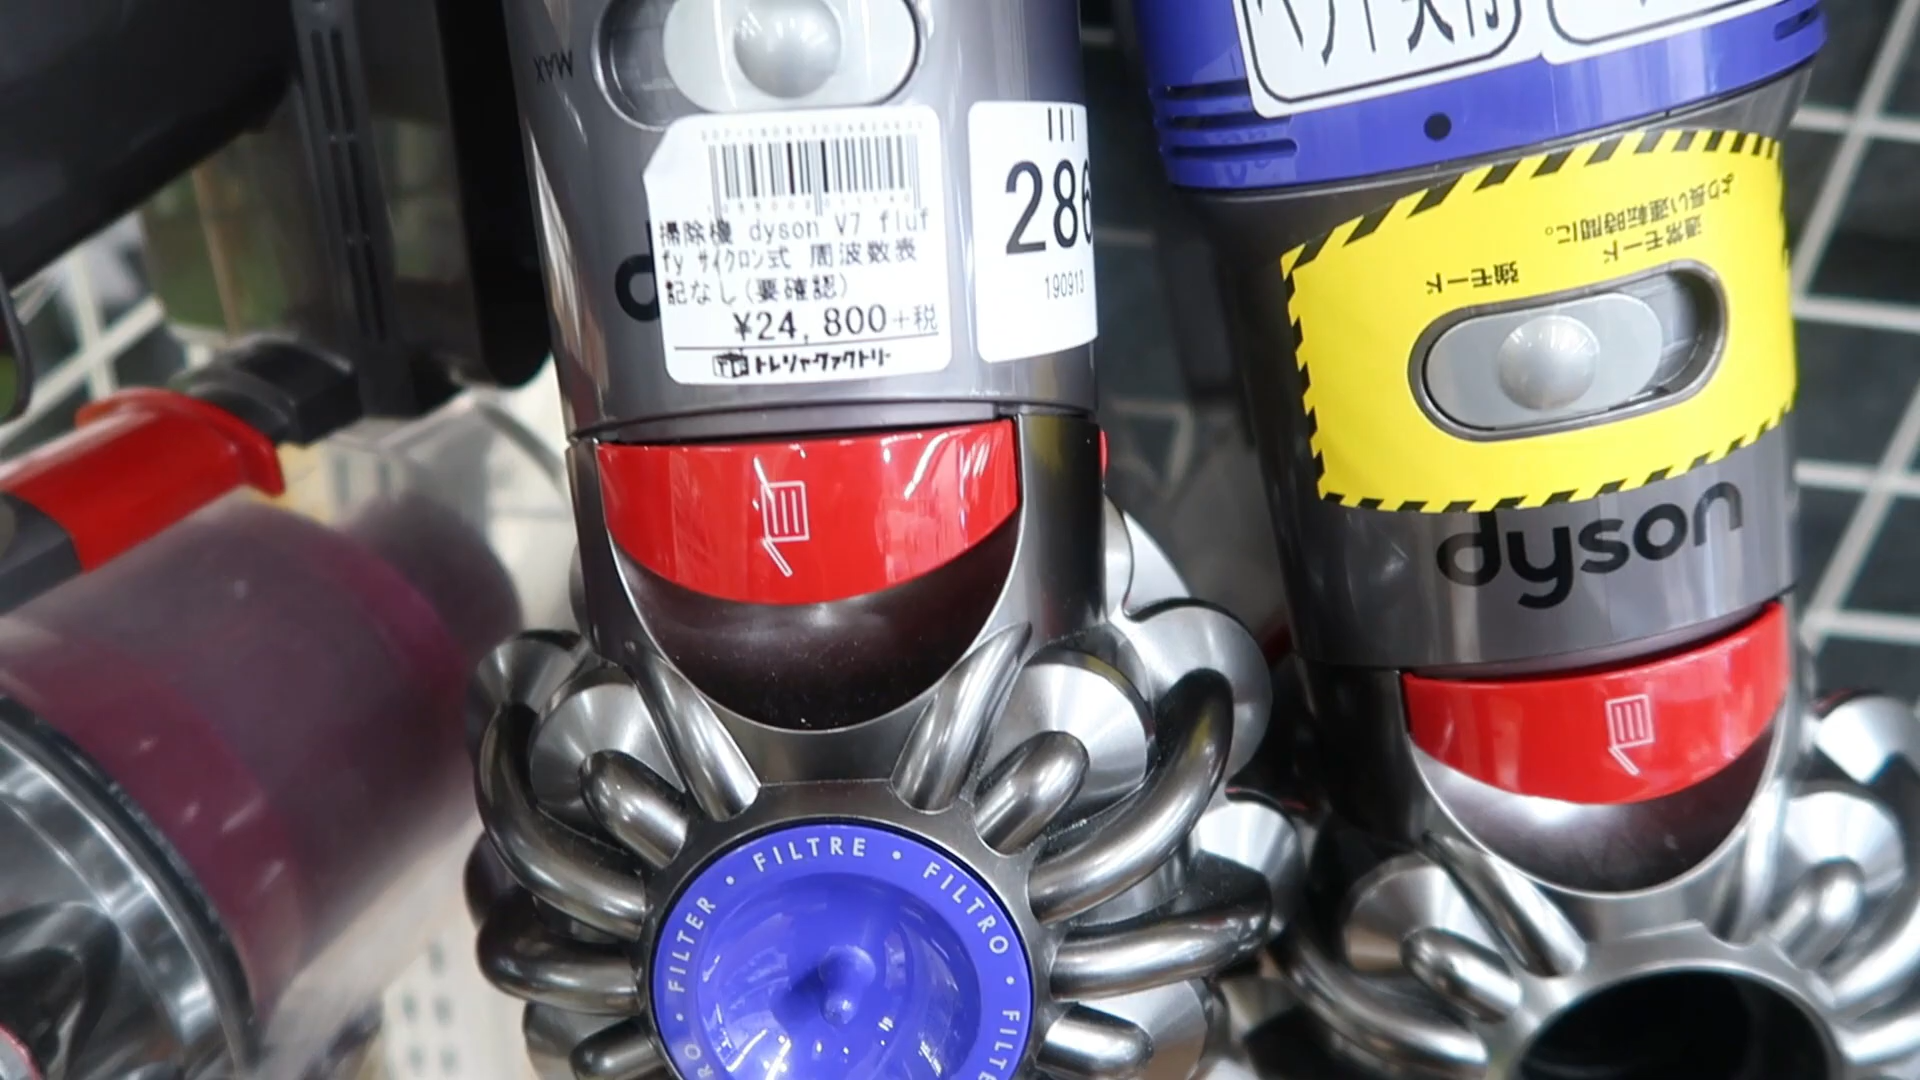 MAX
掃除機 dyson V7 fluf
fy サイクロン式 周波数表
記なし(要確認)
¥24,800+税
トレジャーファクトリー
286
190913
より長い運転時間に。
通常モード
強モード
dyson
FILTER • FILTRE • FILTRO •